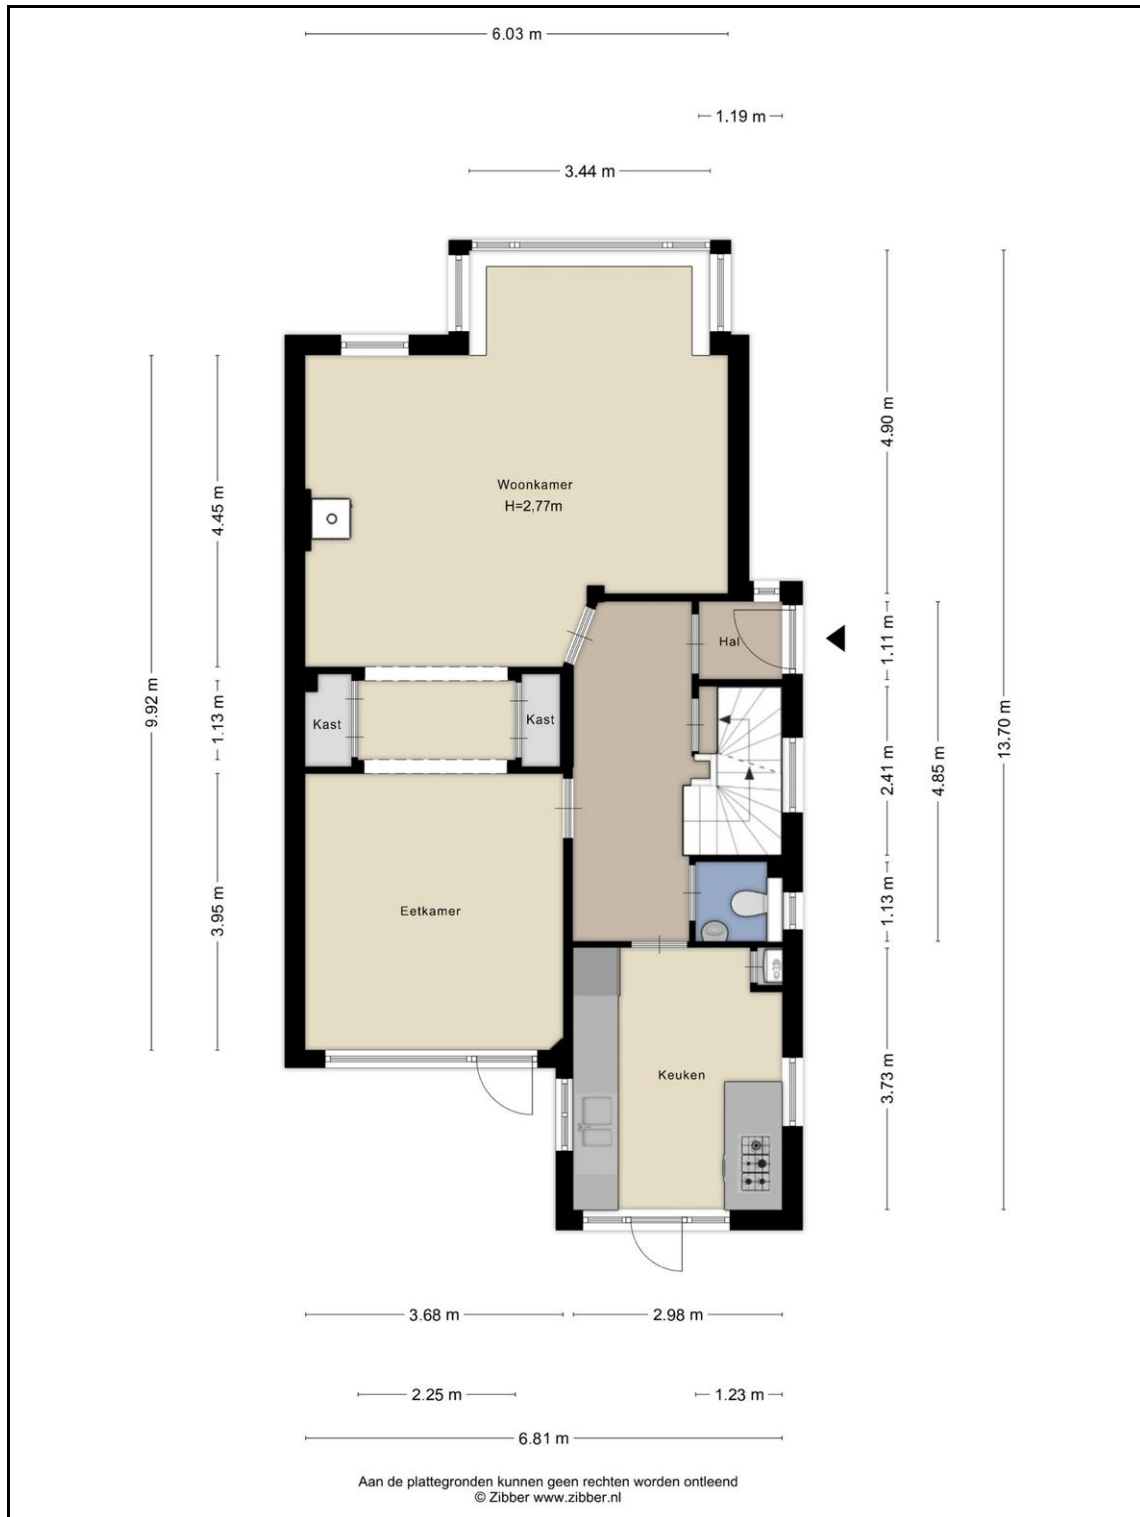 6.03 m
1.19 m
3.44 m
4.90 m
4.45 m
Woonkamer
H=2,77m
1.11 m
Hal
9.92 m
1.13 m
Kast
Kast
13.70 m
2.41 m
4.85 m
3.95 m
Eetkamer
1.13 m
Keuken
3.73 m
3.68 m
2.98 m
2.25 m
1.23 m
6.81 m
Aan de plattegronden kunnen geen rechten worden ontleend
© Zibber www.zibber.nl